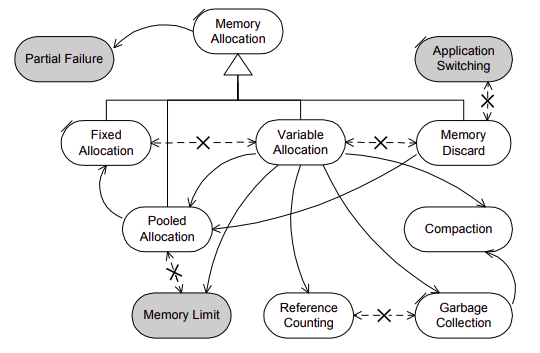 Memory
Allocation
Partial Failure
Application
Switching
Fixed
Allocation
Variable
Allocation
Memory
Discard
Pooled
Allocation
Compaction
Memory Limit
Reference
Counting
Garbage
Collection